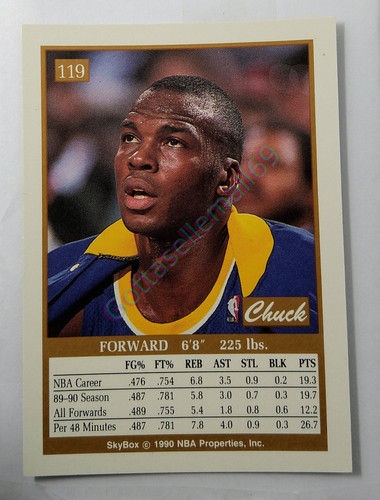 119
Gottasellemall69
Chuck
FORWARD 6'8" 225 lbs.
FG% FT% REB AST STL BLK PTS
NBA Career .476 .754 6.8 3.5 0.9 0.2 19.3
89–90 Season .487 .781 5.8 3.0 0.7 0.3 19.7
All Forwards .489 .755 5.4 1.8 0.8 0.6 12.2
Per 48 Minutes .487 .781 7.8 4.0 0.9 0.3 26.7
SkyBox © 1990 NBA Properties, Inc.